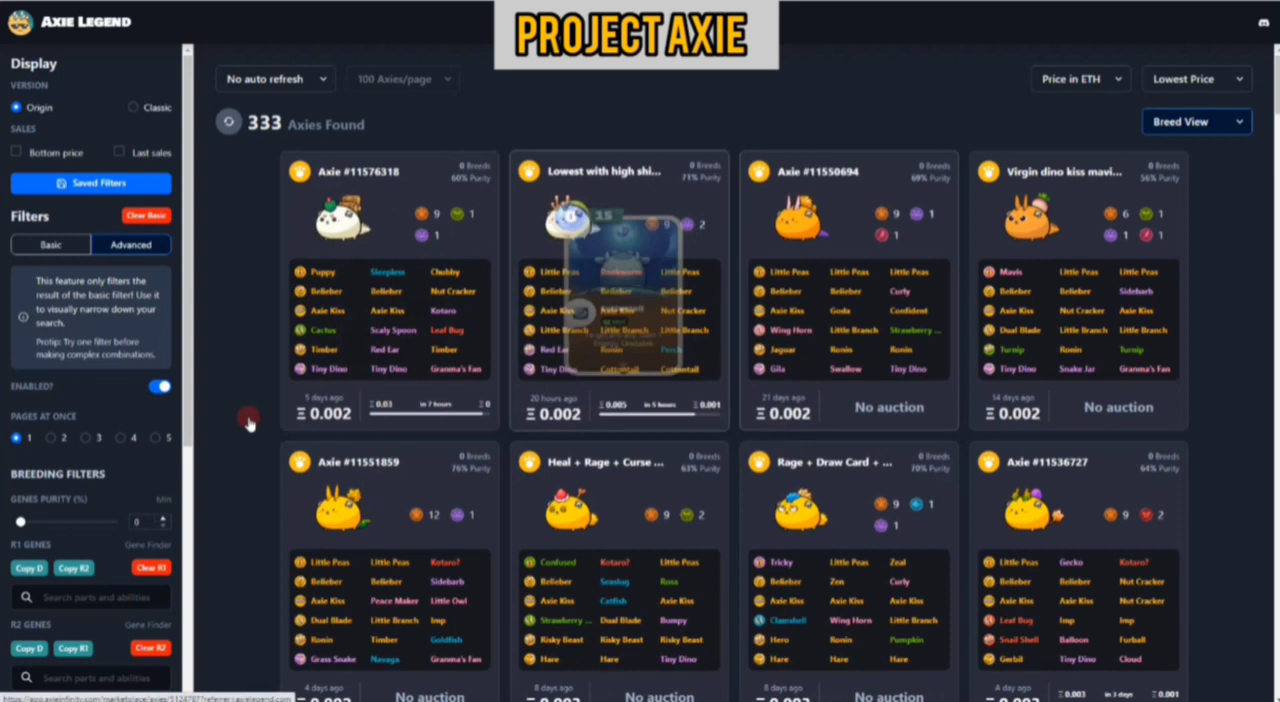 AXIE LEGEND
PROJECT AXIE
Display
VERSION
Origin Classic
SALES
Bottom price Last sales
Saved Filters
Filters Clear Basic
Basic Advanced
This feature only filters the
result of the basic filter! Use it
to visually narrow down your
search.
Protip: Try one filter before
making complex combinations.
ENABLED?
PAGES AT ONCE
1 2 3 4 5
BREEDING FILTERS
GENES PURITY (%) Min
0
R1 GENES Gene Finder
Copy D Copy R2 Clear R1
Search parts and abilities
R2 GENES Gene Finder
Copy D Copy R1 Clear R2
Search parts and abilities
No auto refresh 100 Axies/page Price in ETH Lowest Price
333 Axies Found Breed View
Axie #11576318 0 Breeds
60% Purity
9 1
1
Puppy Sleepless Chubby
Belieber Belieber Nut Cracker
Axie Kiss Axie Kiss Kotaro
Cactus Scaly Spoon Leaf Bug
Timber Red Ear Timber
Tiny Dino Tiny Dino Granma's Fan
5 days ago
Ξ 0.002 Ξ0.03 in 7 hours Ξ0
Lowest with high shi... 0 Breeds
71% Purity
15
9 2
Little Peas Little Peas
Belieber Belieber Belieber
Axie Kiss Axie Kiss Nut Cracker
Little Branch Little Branch Little Branch
Red Ear Ronin
Tiny Dino Cottontail Cottontail
20 hours ago
Ξ 0.002 Ξ0.005 in 5 hours Ξ0.001
Axie #11550694 0 Breeds
69% Purity
9 1
1
Little Peas Little Peas Little Peas
Belieber Belieber Curly
Axie Kiss Goda Confident
Wing Horn Little Branch Strawberry ...
Jaguar Ronin Ronin
Gila Swallow Tiny Dino
21 days ago
Ξ 0.002 No auction
Virgin dino kiss mavi... 0 Breeds
56% Purity
6 1
1 1
Mavis Little Peas Little Peas
Belieber Belieber Sidebarb
Axie Kiss Nut Cracker Axie Kiss
Dual Blade Little Branch Little Branch
Turnip Ronin Turnip
Tiny Dino Snake Jar Granma's Fan
14 days ago
Ξ 0.002 No auction
Axie #11551859 0 Breeds
76% Purity
12 1
Little Peas Little Peas Kotaro?
Belieber Belieber Sidebarb
Axie Kiss Peace Maker Little Owl
Dual Blade Little Branch Imp
Ronin Timber Goldfish
Grass Snake Navaga Granma's Fan
4 days ago
No auction
Heal + Rage + Curse ... 0 Breeds
63% Purity
9 2
Confused Kotaro? Little Peas
Belieber Seaslug Rosa
Axie Kiss Catfish Axie Kiss
Strawberry ... Dual Blade Bumpy
Risky Beast Risky Beast Risky Beast
Hare Hare Tiny Dino
8 days ago
No auction
Rage + Draw Card + ... 0 Breeds
70% Purity
9 1
1
Tricky Little Peas Zeal
Belieber Zen Curly
Axie Kiss Axie Kiss Axie Kiss
Clamshell Wing Horn Little Branch
Hero Ronin Pumpkin
Hare Hare Hare
8 days ago
No auction
Axie #11536727 0 Breeds
64% Purity
9 2
Little Peas Gecko Kotaro?
Belieber Belieber Nut Cracker
Axie Kiss Axie Kiss Nut Cracker
Leaf Bug Imp Imp
Snail Shell Balloon Furball
Gerbil Tiny Dino Cloud
A day ago
Ξ0.003 in 3 days Ξ0.001